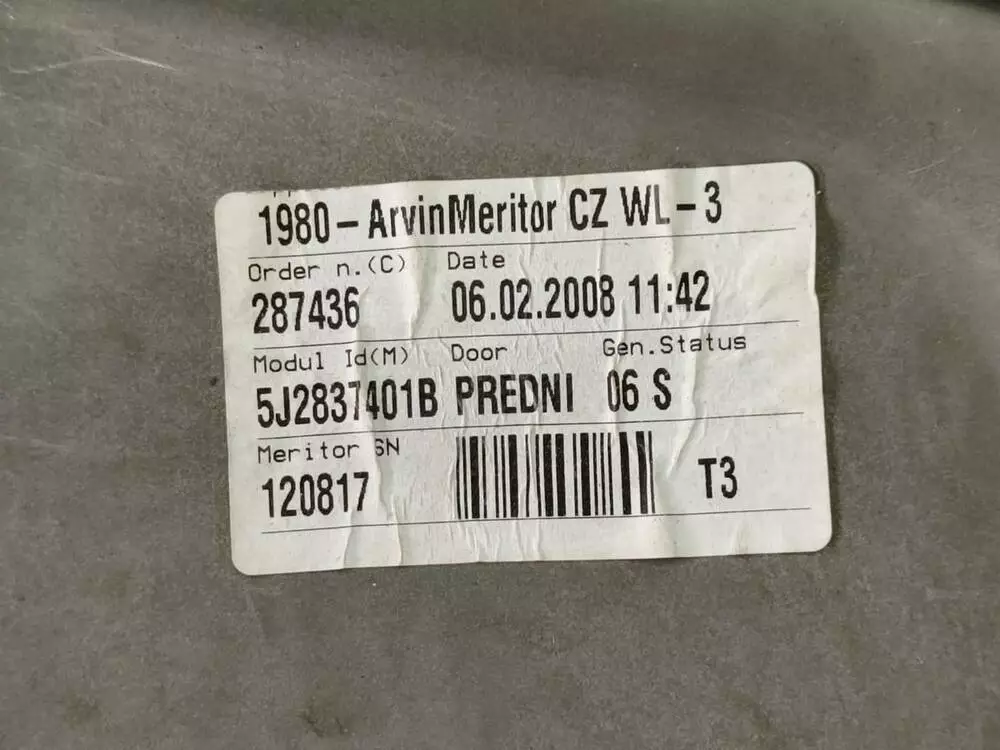 1980 - ArvinMeritor CZ WL - 3
Order n.(C) Date
287436 06.02.2008 11:42
Modul Id(M) Door Gen.Status
5J2837401B PREDNI 06 S
Meritor SN
120817 T3